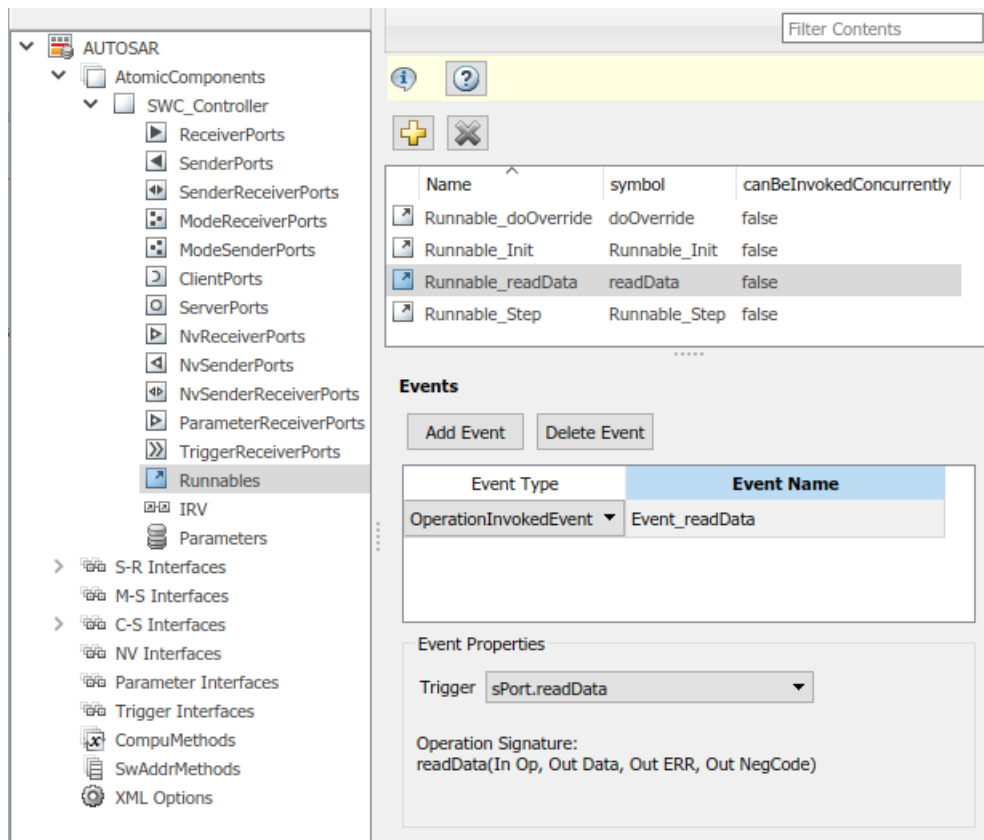 AUTOSAR
AtomicComponents
SWC_Controller
ReceiverPorts
SenderPorts
SenderReceiverPorts
ModeReceiverPorts
ModeSenderPorts
ClientPorts
ServerPorts
NvReceiverPorts
NvSenderPorts
NvSenderReceiverPorts
ParameterReceiverPorts
TriggerReceiverPorts
Runnables
IRV
Parameters
S-R Interfaces
M-S Interfaces
C-S Interfaces
NV Interfaces
Parameter Interfaces
Trigger Interfaces
CompuMethods
SwAddrMethods
XML Options
Filter Contents
Name symbol canBeInvokedConcurrently
Runnable_doOverride doOverride false
Runnable_Init Runnable_Init false
Runnable_readData readData false
Runnable_Step Runnable_Step false
Events
Add Event Delete Event
Event Type Event Name
OperationInvokedEvent Event_readData
Event Properties
Trigger sPort.readData
Operation Signature:
readData(In Op, Out Data, Out ERR, Out NegCode)